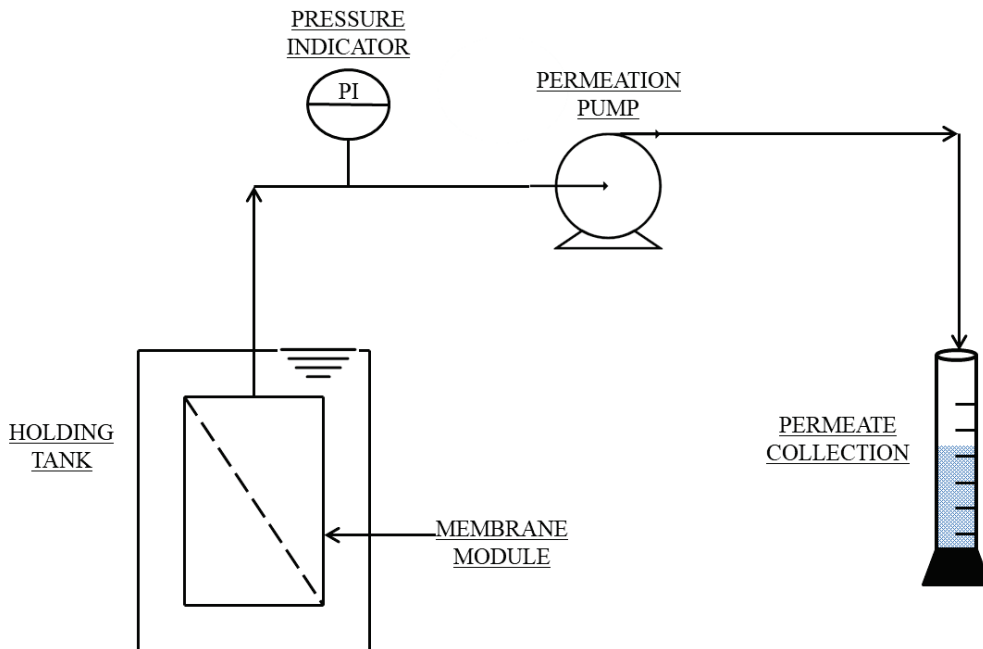 PRESSURE
INDICATOR
PI
PERMEATION
PUMP
HOLDING
TANK
PERMEATE
COLLECTION
MEMBRANE
MODULE